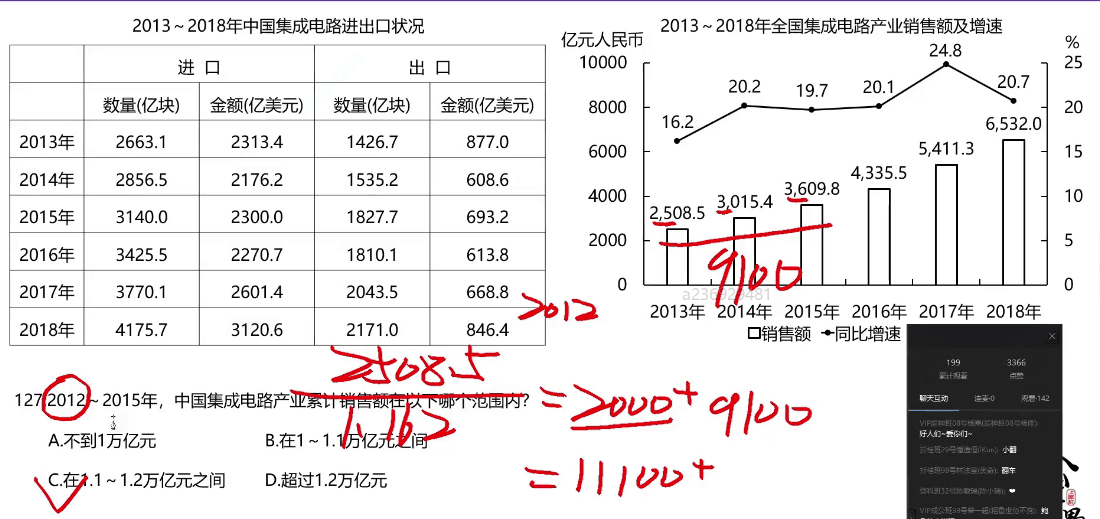 2013～2018年中国集成电路进出口状况
进 口 出 口
数量(亿块) 金额(亿美元) 数量(亿块) 金额(亿美元)
2013年 2663.1 2313.4 1426.7 877.0
2014年 2856.5 2176.2 1535.2 608.6
2015年 3140.0 2300.0 1827.7 693.2
2016年 3425.5 2270.7 1810.1 613.8
2017年 3770.1 2601.4 2043.5 668.8
2018年 4175.7 3120.6 2171.0 846.4
2013～2018年全国集成电路产业销售额及增速
亿元人民币 %
10000 25
8000 20
6000 15
4000 10
2000 5
0 0
16.2 20.2 19.7 20.1 24.8 20.7
2,508.5 3,015.4 3,609.8 4,335.5 5,411.3 6,532.0
9100
2013年 2014年 2015年 2016年 2017年 2018年
销售额 同比增速
2012
2508.5
1.162
=2000+ 9100
=11100+
127.2012～2015年，中国集成电路产业累计销售额在以下哪个范围内？
A.不到1万亿元 B.在1～1.1万亿元之间
C.在1.1～1.2万亿元之间 D.超过1.2万亿元
199 3366
累计观看 点赞
聊天互动 连麦·0 观看·142
好人们~爱你们~
小翻
翻车